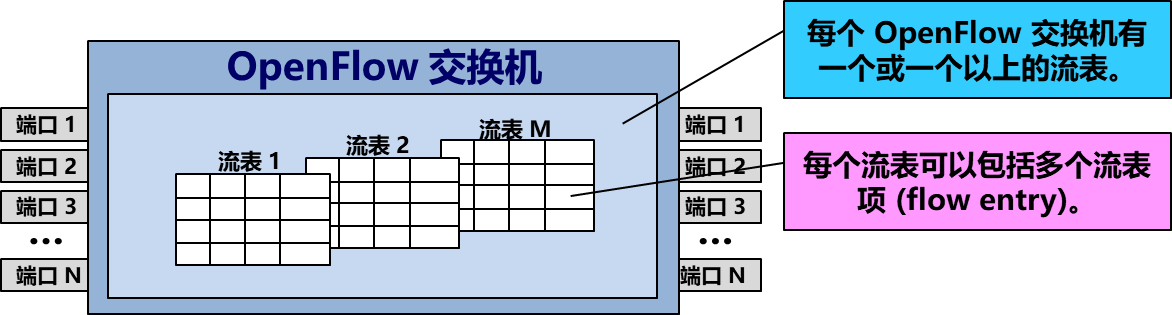 每个 OpenFlow 交换机有
一个或一个以上的流表。
OpenFlow 交换机
端口 1
端口 2
端口 3
•••
端口 N
流表 1
流表 2
流表 M
端口 1
端口 2
端口 3
•••
端口 N
每个流表可以包括多个流表
项 (flow entry)。